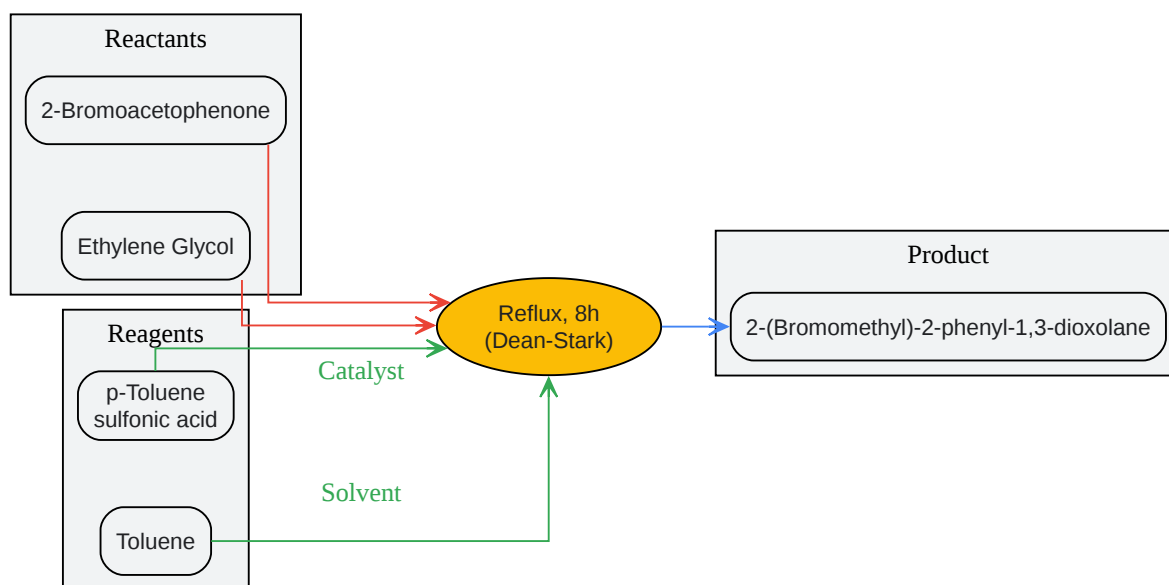 Reactants
2-Bromoacetophenone
Ethylene Glycol
Reagents
p-Toluene
sulfonic acid
Toluene
Catalyst
Solvent
Reflux, 8h
(Dean-Stark)
Product
2-(Bromomethyl)-2-phenyl-1,3-dioxolane